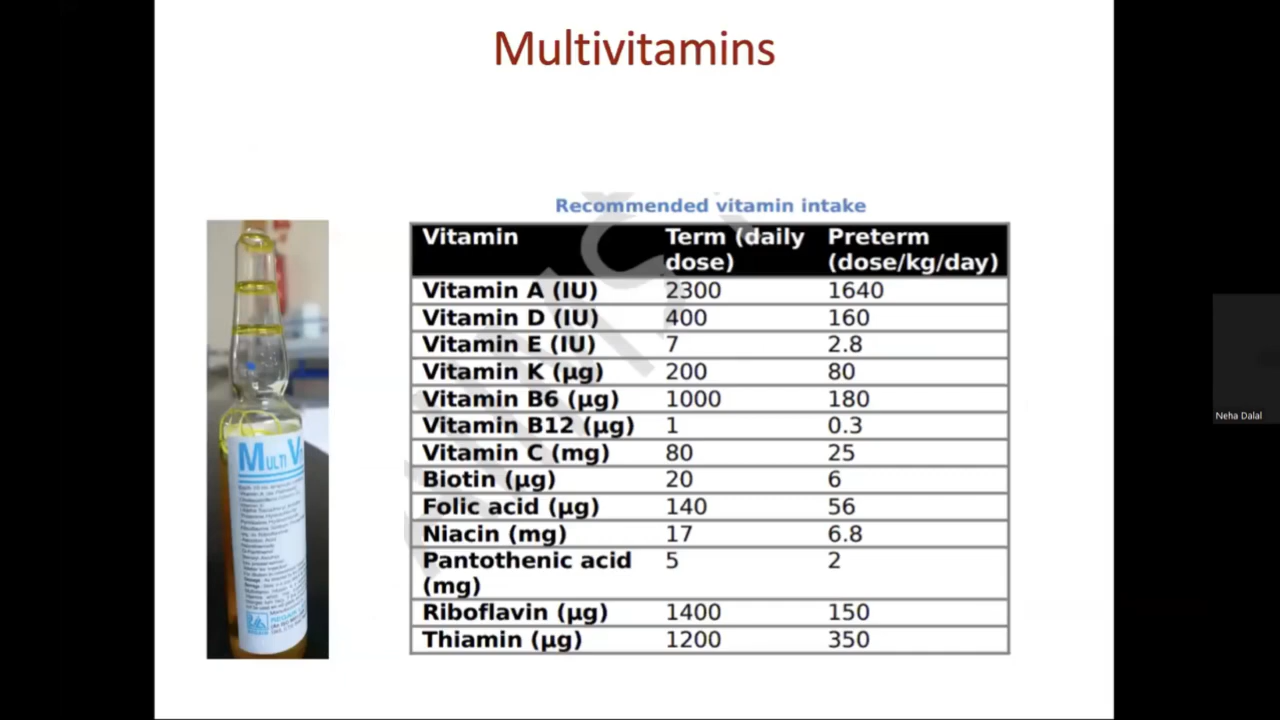 Multivitamins
Recommended vitamin intake
Vitamin Term (daily dose) Preterm (dose/kg/day)
Vitamin A (IU) 2300 1640
Vitamin D (IU) 400 160
Vitamin E (IU) 7 2.8
Vitamin K (µg) 200 80
Vitamin B6 (µg) 1000 180
Vitamin B12 (µg) 1 0.3
Vitamin C (mg) 80 25
Biotin (µg) 20 6
Folic acid (µg) 140 56
Niacin (mg) 17 6.8
Pantothenic acid (mg) 5 2
Riboflavin (µg) 1400 150
Thiamin (µg) 1200 350
MULTI
Neha Dalal